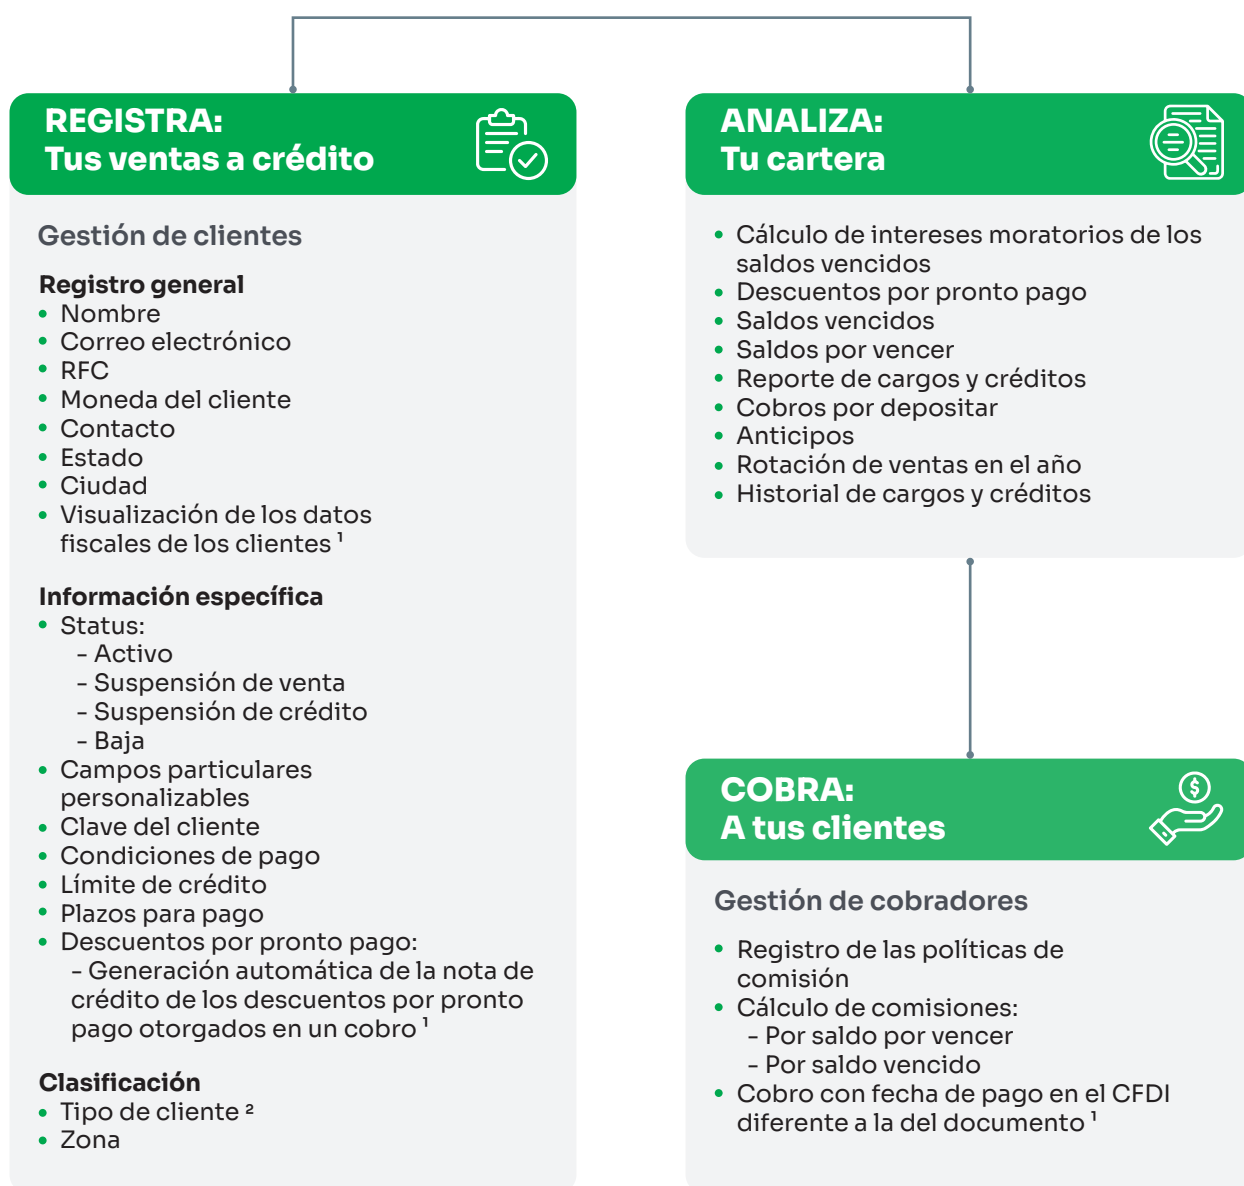 REGISTRA:
Tus ventas a crédito
Gestión de clientes
Registro general
• Nombre
• Correo electrónico
• RFC
• Moneda del cliente
• Contacto
• Estado
• Ciudad
• Visualización de los datos
fiscales de los clientes ¹
Información específica
• Status:
- Activo
- Suspensión de venta
- Suspensión de crédito
- Baja
• Campos particulares
personalizables
• Clave del cliente
• Condiciones de pago
• Límite de crédito
• Plazos para pago
• Descuentos por pronto pago:
- Generación automática de la nota de
crédito de los descuentos por pronto
pago otorgados en un cobro ¹
Clasificación
• Tipo de cliente ²
• Zona
ANALIZA:
Tu cartera
• Cálculo de intereses moratorios de los
saldos vencidos
• Descuentos por pronto pago
• Saldos vencidos
• Saldos por vencer
• Reporte de cargos y créditos
• Cobros por depositar
• Anticipos
• Rotación de ventas en el año
• Historial de cargos y créditos
COBRA:
A tus clientes
$
Gestión de cobradores
• Registro de las políticas de
comisión
• Cálculo de comisiones:
- Por saldo por vencer
- Por saldo vencido
• Cobro con fecha de pago en el CFDI
diferente a la del documento ¹